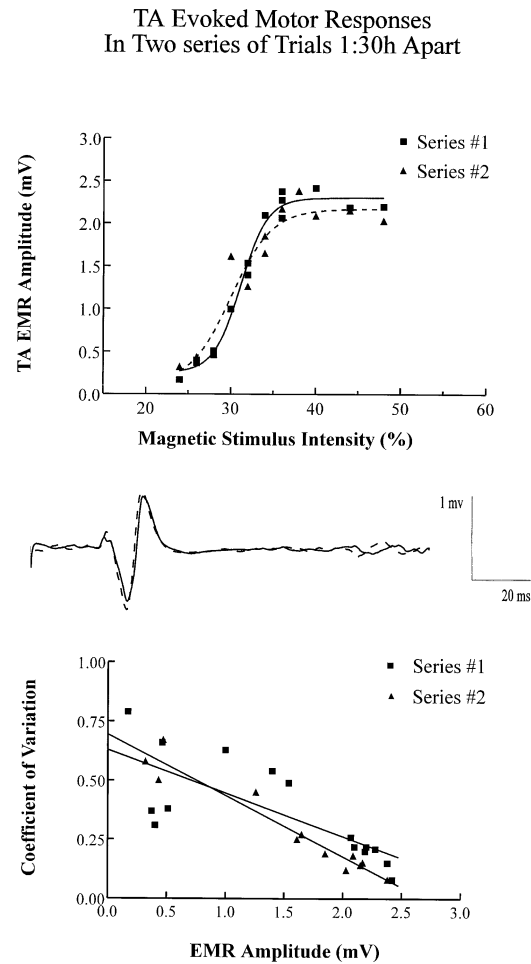 TA Evoked Motor Responses
In Two series of Trials 1:30h Apart
TA EMR Amplitude (mV)
3.0
2.5
2.0
1.5
1.0
0.5
0.0
Series #1
Series #2
20 30 40 50 60
Magnetic Stimulus Intensity (%)
1 mv
20 ms
Coefficient of Variation
1.00
0.75
0.50
0.25
0.00
Series #1
Series #2
0.0 0.5 1.0 1.5 2.0 2.5 3.0
EMR Amplitude (mV)